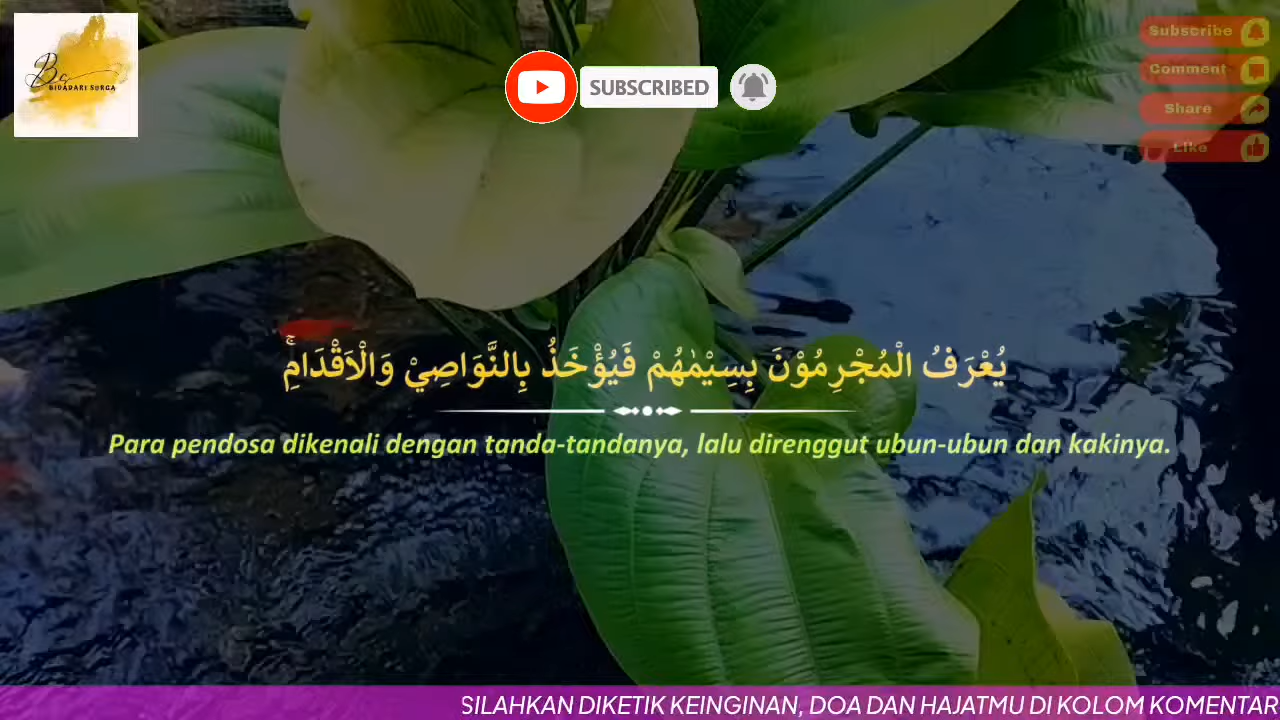 Bs
BIDADARI SURGA
SUBSCRIBED
Subscribe
Comment
Share
Like
يُعْرَفُ الْمُجْرِمُوْنَ بِسِيْمٰهُمْ فَيُؤْخَذُ بِالنَّوَاصِيْ وَالْاَقْدَامِۚ
Para pendosa dikenali dengan tanda-tandanya, lalu direnggut ubun-ubun dan kakinya.
SILAHKAN DIKETIK KEINGINAN, DOA DAN HAJATMU DI KOLOM KOMENTAR